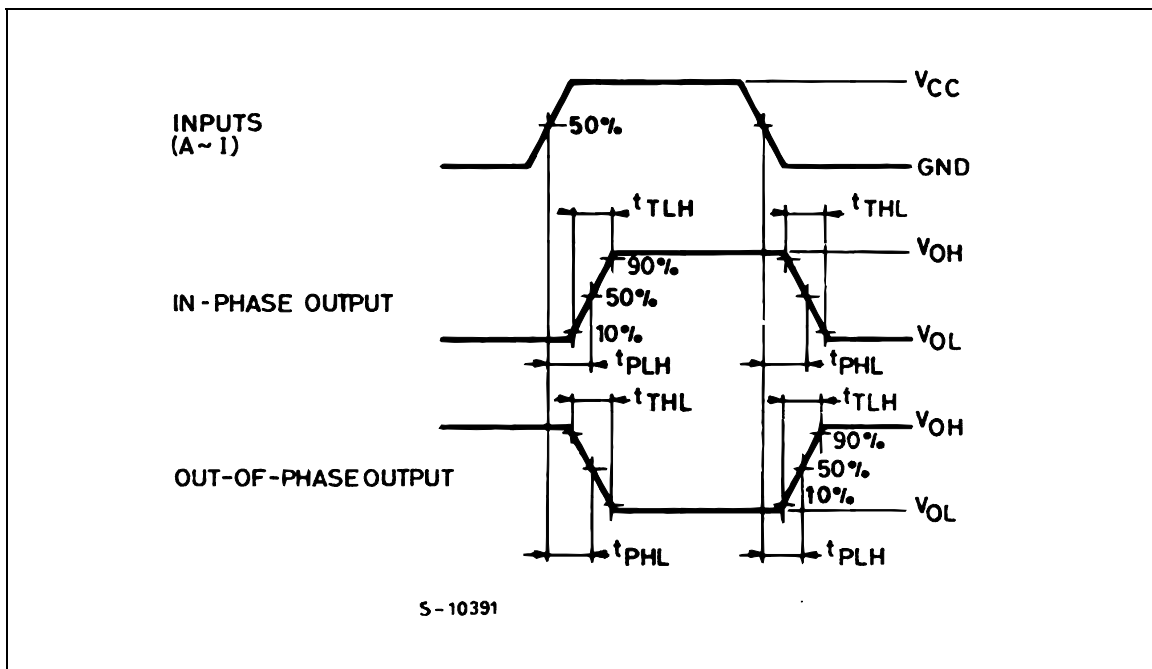 VCC
INPUTS
(A~I)
50%
GND
tTLH
tTHL
VOH
90%
IN-PHASE OUTPUT
50%
10%
VOL
tPLH
tPHL
tTHL
tTLH
VOH
90%
OUT-OF-PHASE OUTPUT
50%
10%
VOL
tPHL
tPLH
S-10391